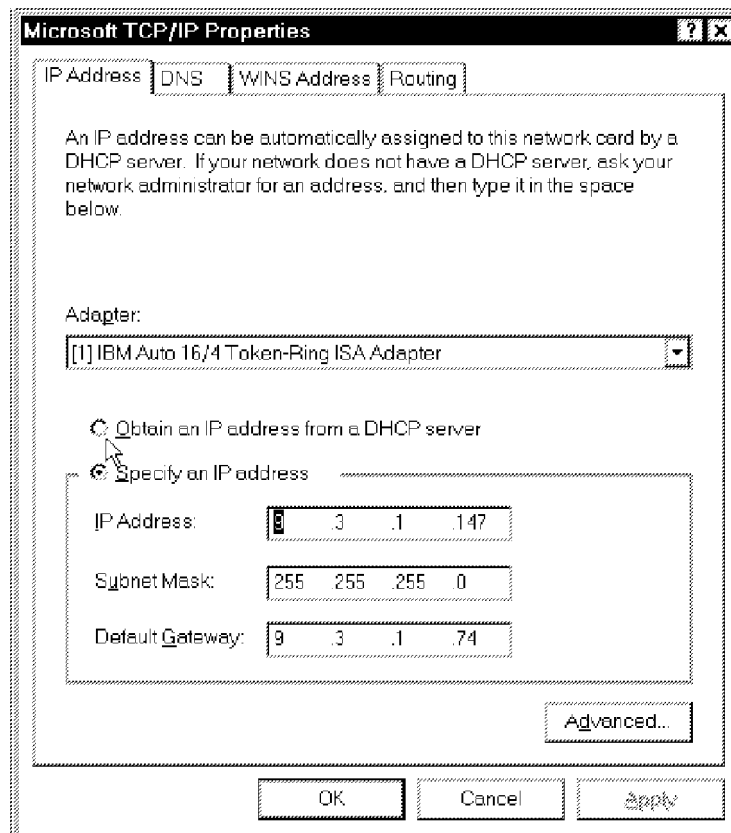 Microsoft TCP/IP Properties
IP Address DNS WINS Address Routing
An IP address can be automatically assigned to this network card by a
DHCP server. If your network does not have a DHCP server, ask your
network administrator for an address, and then type it in the space
below.
Adapter:
[1] IBM Auto 16/4 Token-Ring ISA Adapter
Obtain an IP address from a DHCP server
Specify an IP address
IP Address: 9 .3 .1 .147
Subnet Mask: 255 .255 .255 .0
Default Gateway: 9 .3 .1 .74
Advanced...
OK Cancel Apply